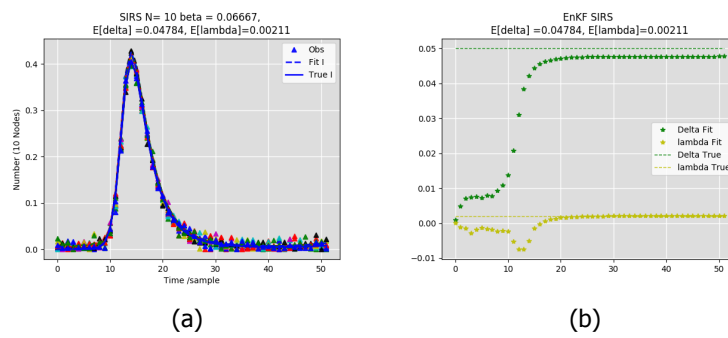 SIRS N= 10 beta = 0.06667,
E[delta] =0.04784, E[lambda]=0.00211
Number (10 Nodes)
0.4
0.3
0.2
0.1
0.0
Obs
Fit I
True I
0 10 20 30 40 50
Time /sample
(a)
EnKF SIRS
E[delta] =0.04784, E[lambda]=0.00211
0.05
0.04
0.03
0.02
0.01
0.00
−0.01
Delta Fit
lambda Fit
Delta True
lambda True
0 10 20 30 40 50
(b)